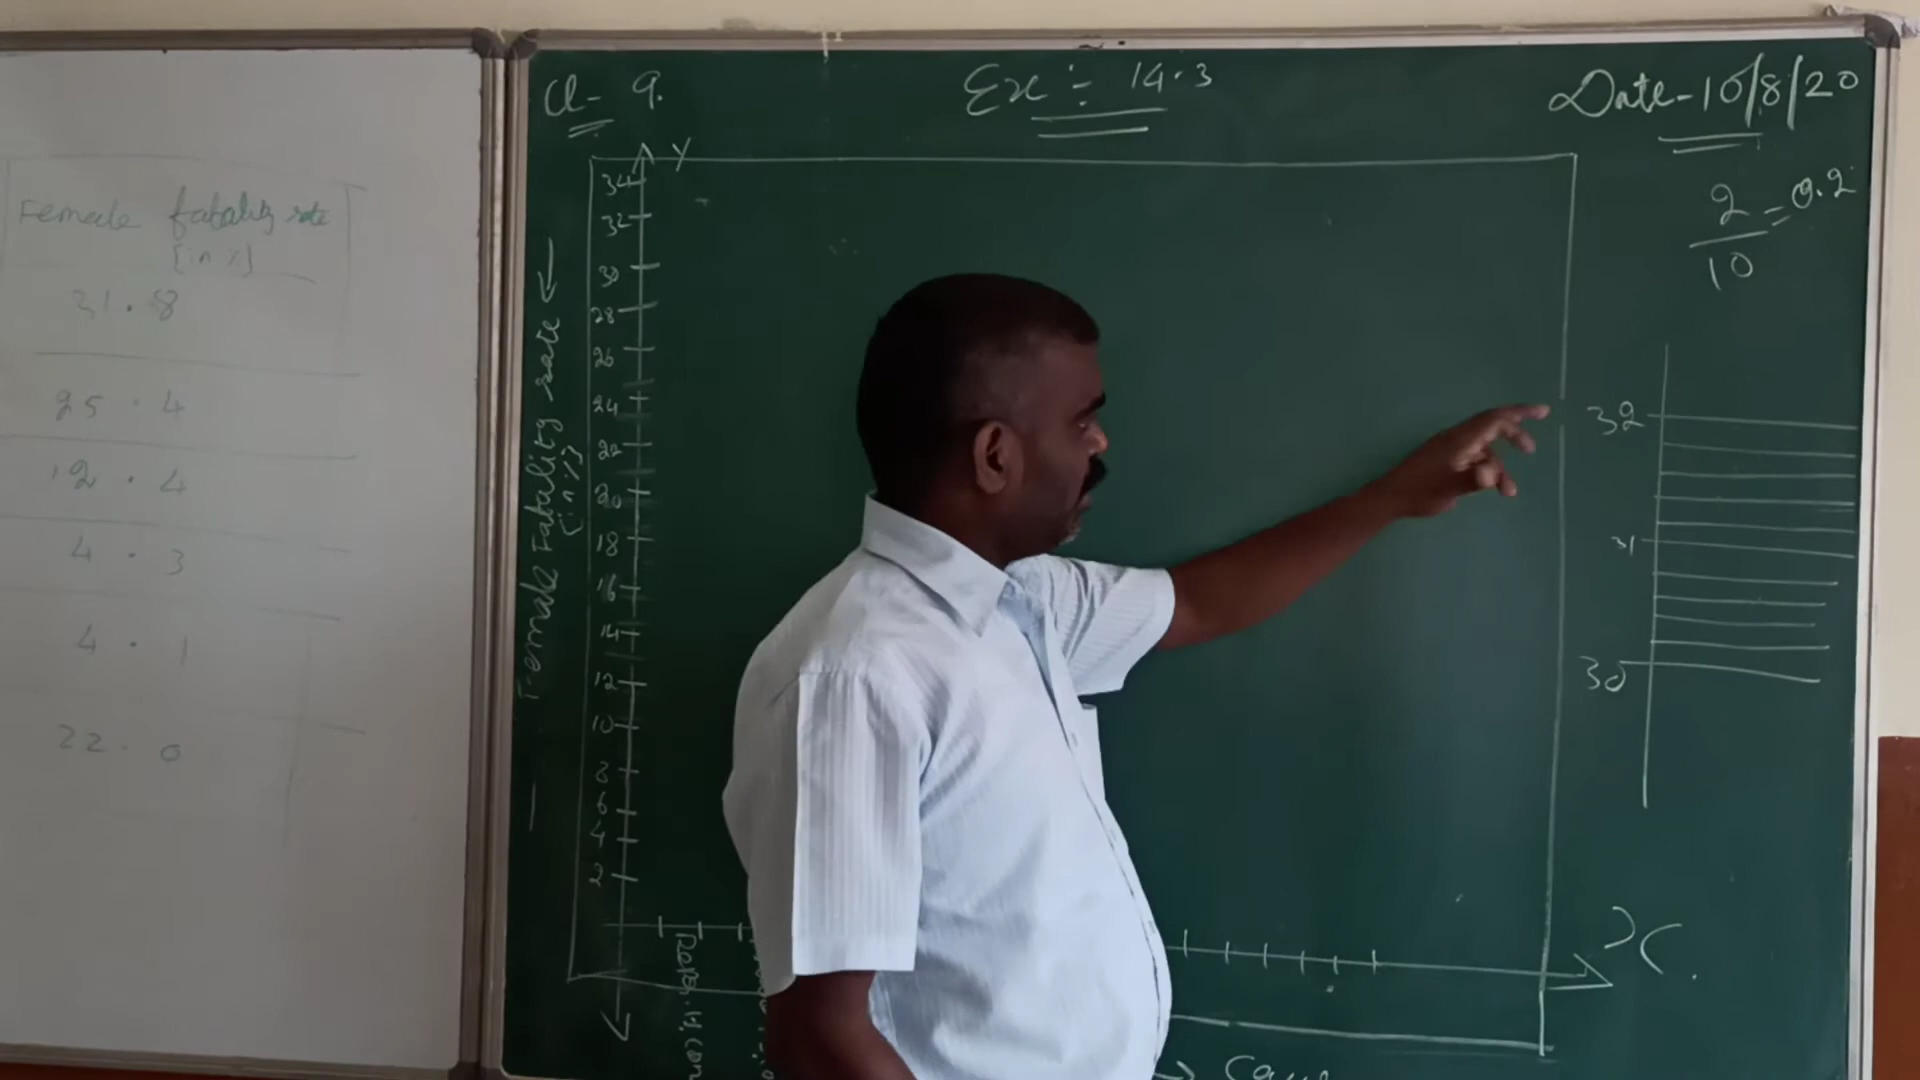 Female fatality rate
[in %]
31.8
25.4
12.4
4.3
4.1
22.0
Cl- 9.
Ex÷ 14.3
Date-10/8/20
Y
34
32
30
28
26
24
22
20
18
16
14
12
10
8
6
4
2
Female Fatality rate
(in %)
2/10 = 0.2
32
31
30
x.